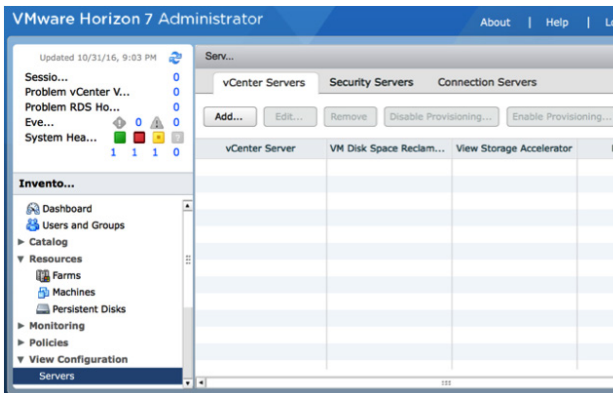 VMware Horizon 7 Administrator
About | Help |
Updated 10/31/16, 9:03 PM
Sessio... 0
Problem vCenter V... 0
Problem RDS Ho... 0
Eve... 0 0
System Hea...
1 1 1 0
Invento...
Dashboard
Users and Groups
Catalog
Resources
Farms
Machines
Persistent Disks
Monitoring
Policies
View Configuration
Servers
Serv...
vCenter Servers Security Servers Connection Servers
Add... Edit... Remove Disable Provisioning... Enable Provisioning...
vCenter Server VM Disk Space Reclam... View Storage Accelerator